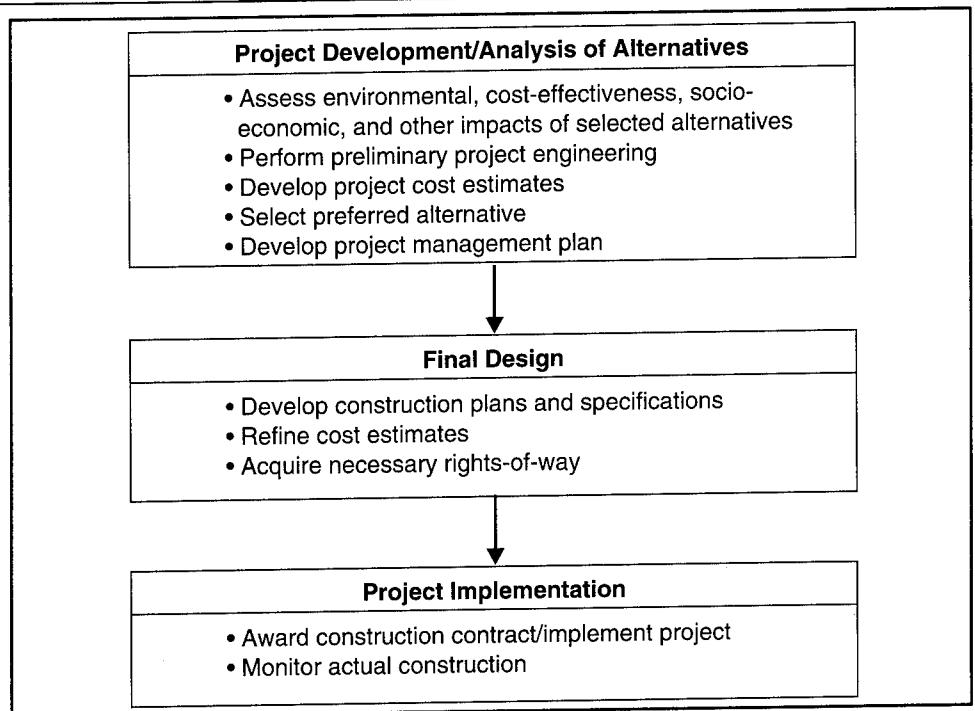 Project Development/Analysis of Alternatives
• Assess environmental, cost-effectiveness, socio-
economic, and other impacts of selected alternatives
• Perform preliminary project engineering
• Develop project cost estimates
• Select preferred alternative
• Develop project management plan
Final Design
• Develop construction plans and specifications
• Refine cost estimates
• Acquire necessary rights-of-way
Project Implementation
• Award construction contract/implement project
• Monitor actual construction